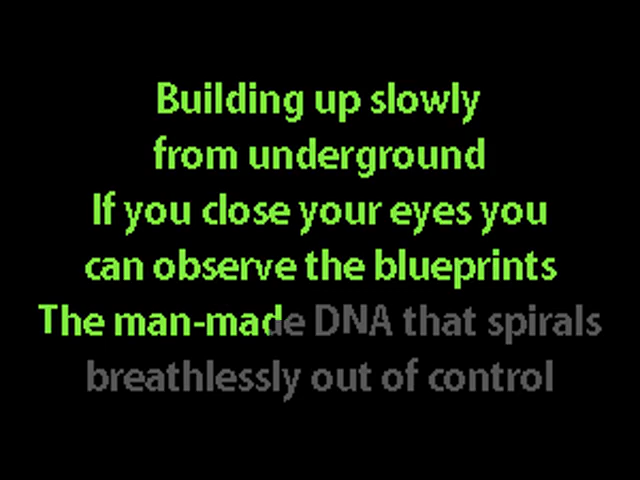 Building up slowly
from underground
If you close your eyes you
can observe the blueprints
The man-made DNA that spirals
breathlessly out of control